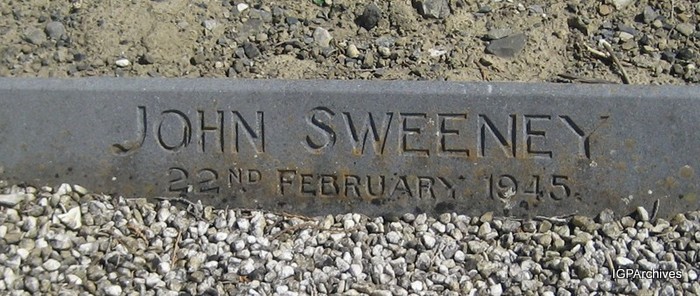 JOHN SWEENEY
22ND FEBRUARY 1945.
IGPArchives